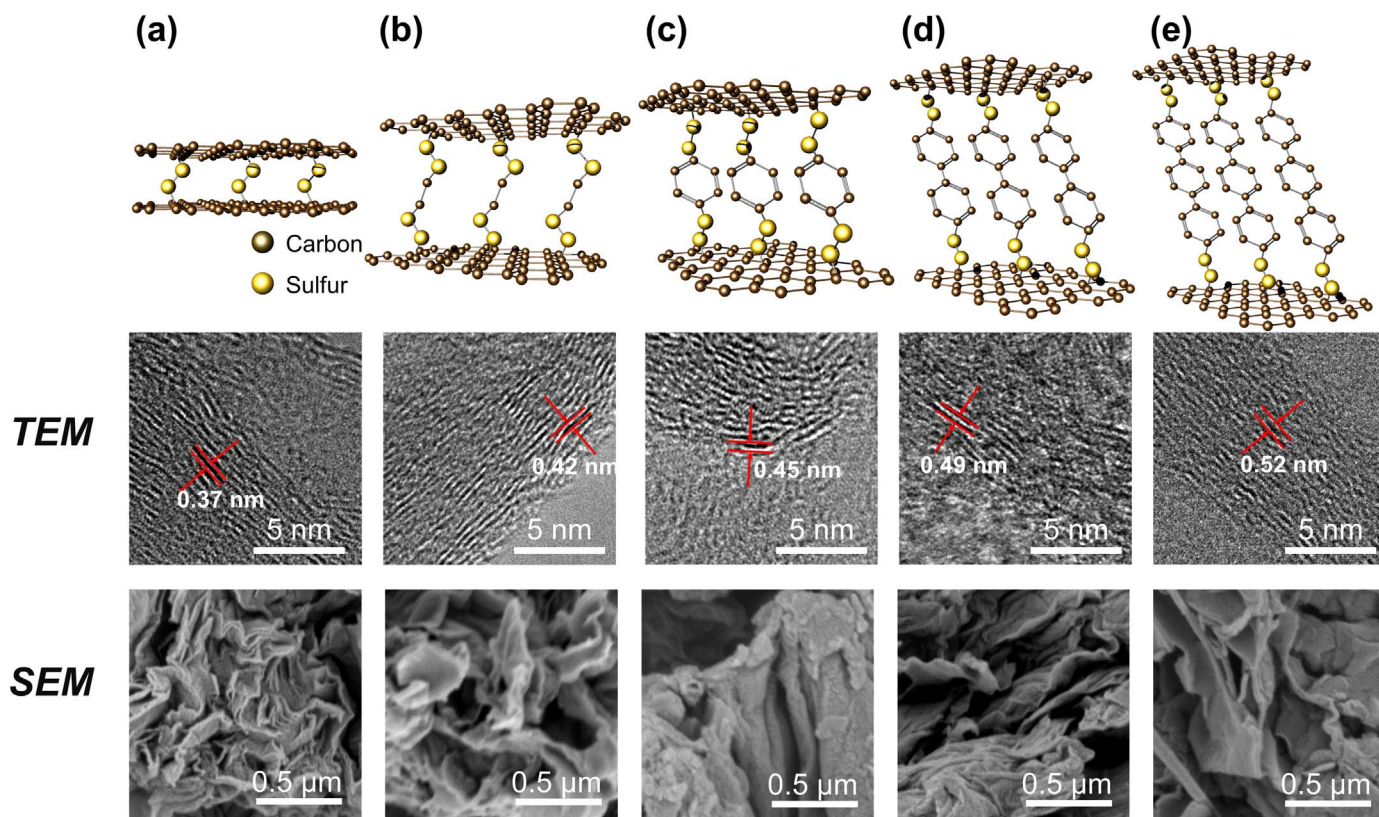 (a) (b) (c) (d) (e)
Carbon
Sulfur
TEM
0.37 nm 0.42 nm 0.45 nm 0.49 nm 0.52 nm
5 nm 5 nm 5 nm 5 nm 5 nm
SEM
0.5 µm 0.5 µm 0.5 µm 0.5 µm 0.5 µm